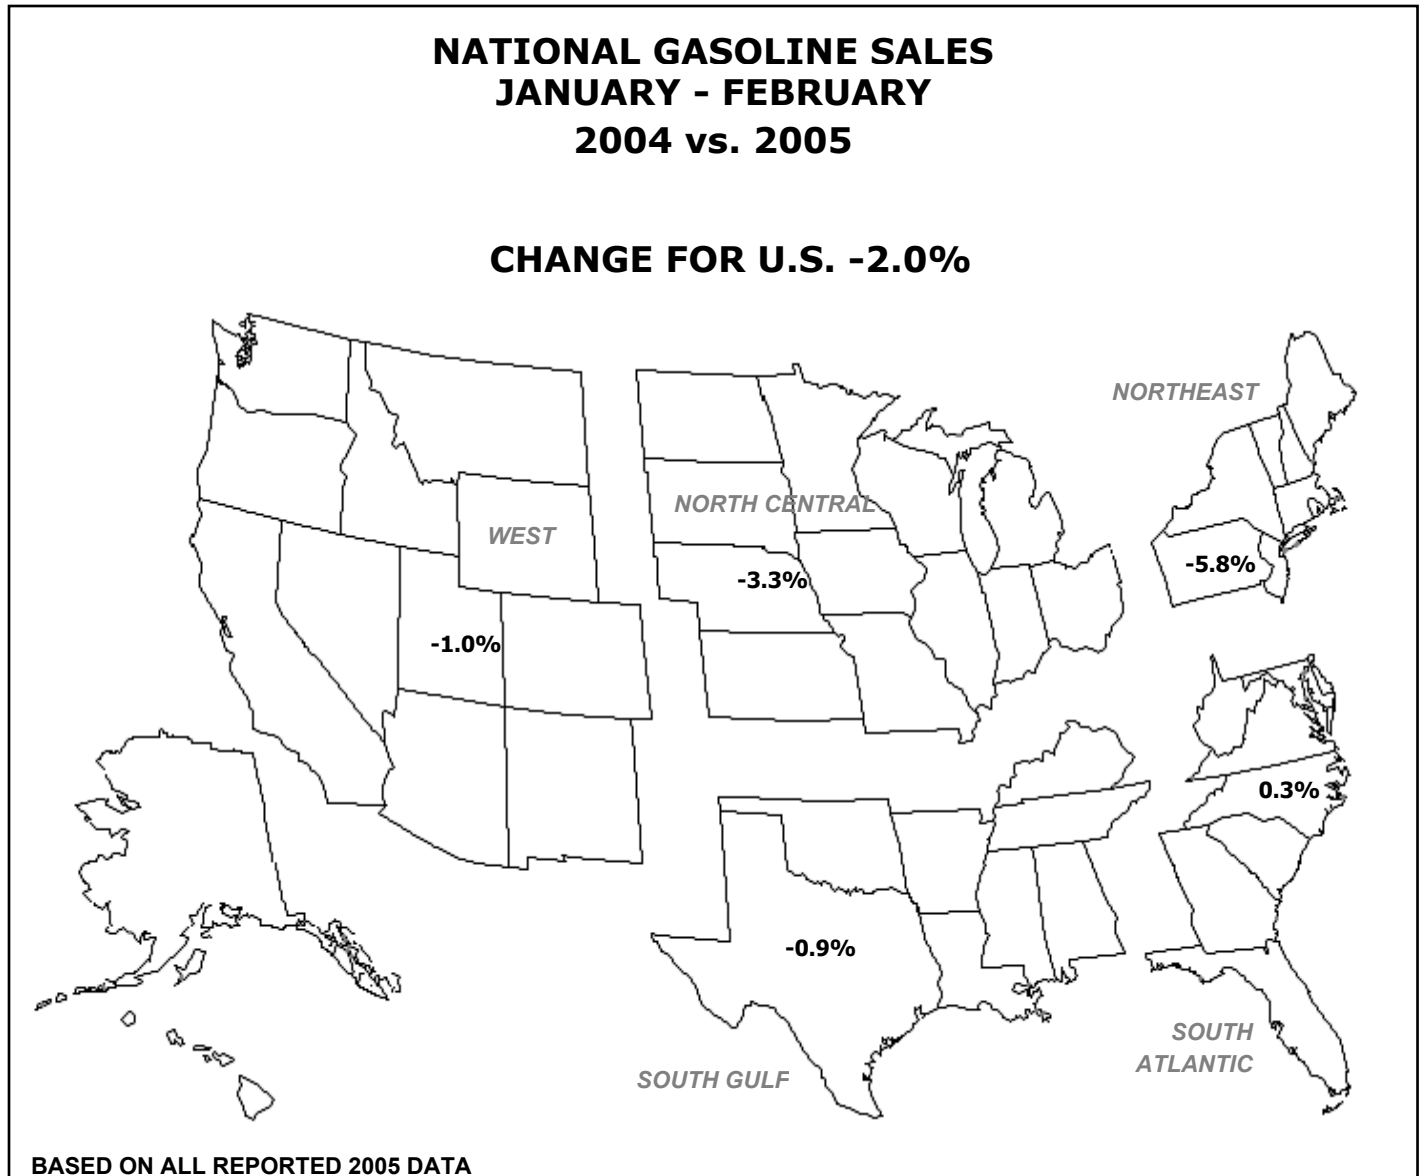 NATIONAL GASOLINE SALES
JANUARY - FEBRUARY
2004 vs. 2005
CHANGE FOR U.S. -2.0%
NORTHEAST
NORTH CENTRAL
WEST
-5.8%
-3.3%
-1.0%
0.3%
-0.9%
SOUTH
ATLANTIC
SOUTH GULF
BASED ON ALL REPORTED 2005 DATA